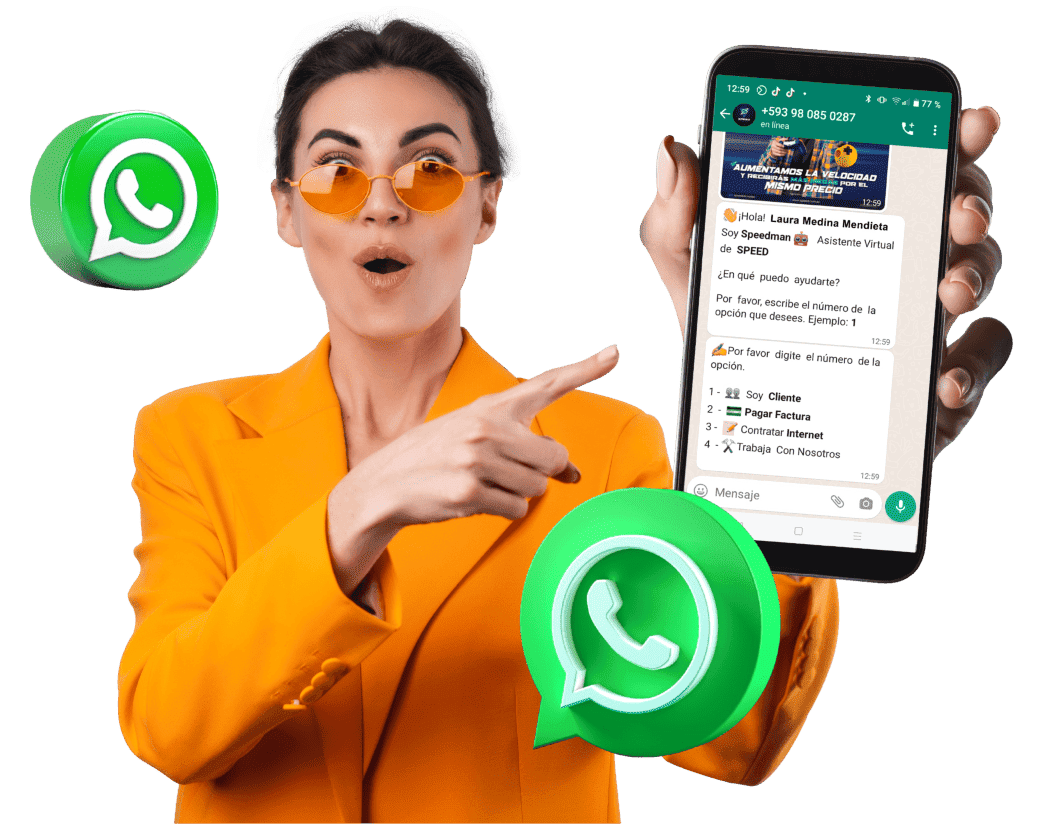 12:59
77 %
+593 98 085 0287
en línea
AUMENTAMOS LA VELOCIDAD
Y RECIBIRÁS MÁS POR EL
MISMO PRECIO
12:59
👋¡Hola! Laura Medina Mendieta
Soy Speedman 🤖 Asistente Virtual
de SPEED
¿En qué puedo ayudarte?
Por favor, escribe el número de la
opción que desees. Ejemplo: 1
12:59
✍Por favor digite el número de la
opción.
1 - 👥 Soy Cliente
2 - 💵 Pagar Factura
3 - 📝 Contratar Internet
4 - ⚒Trabaja Con Nosotros
12:59
Mensaje